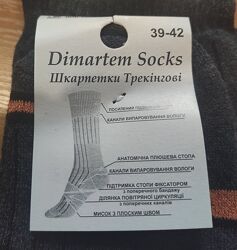 39-42
Dimartem Socks
Шкарпетки Трекінгові
ПОСИЛЕНИЙ
КАНАЛИ ВИПАРОВУВАННЯ ВОЛОГИ
АНАТОМІЧНА ПЛЮШЕВА СТОПА
КАНАЛИ ВИПАРОВУВАННЯ ВОЛОГИ
ПІДТРИМКА СТОПИ ФІКСАТОРОМ
з поперечного бандажу
ДІЛЯНКА ПОВІТРЯНОЇ ЦИРКУЛЯЦІЇ
з поперечних каналів
МИСОК З ПЛОСКИМ ШВОМ